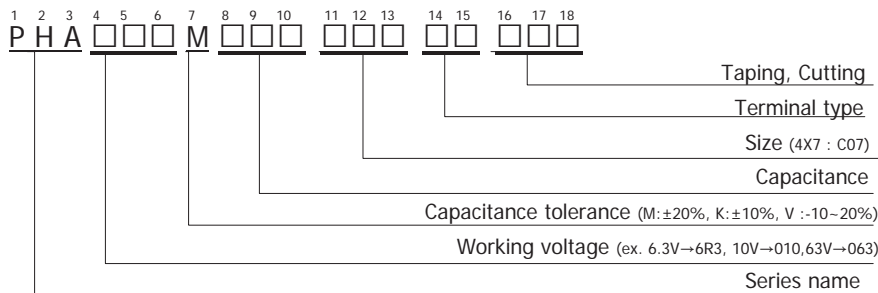 1 2 3 4 5 6 7 8 9 10 11 12 13 14 15 16 17 18
P H A □□□ M □□□ □□□ □□ □□□
Taping, Cutting
Terminal type
Size (4X7 : C07)
Capacitance
Capacitance tolerance (M:±20%, K:±10%, V :-10~20%)
Working voltage (ex. 6.3V→6R3, 10V→010,63V→063)
Series name